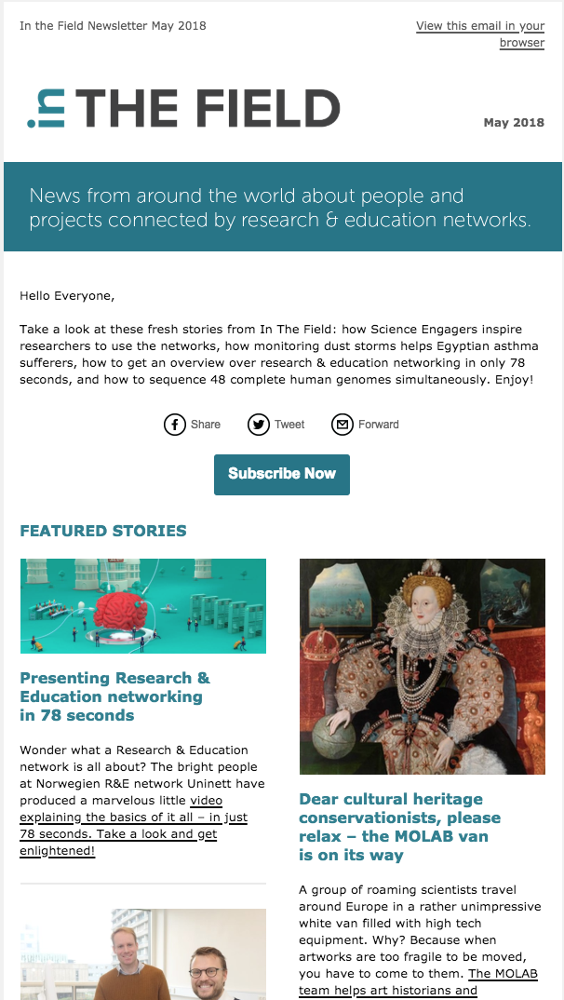 In the Field Newsletter May 2018
View this email in your
browser
.in THE FIELD
May 2018
News from around the world about people and
projects connected by research & education networks.
Hello Everyone,
Take a look at these fresh stories from In The Field: how Science Engagers inspire
researchers to use the networks, how monitoring dust storms helps Egyptian asthma
sufferers, how to get an overview over research & education networking in only 78
seconds, and how to sequence 48 complete human genomes simultaneously. Enjoy!
Share
Tweet
Forward
Subscribe Now
FEATURED STORIES
Presenting Research &
Education networking
in 78 seconds
Wonder what a Research & Education
network is all about? The bright people
at Norwegien R&E network Uninett have
produced a marvelous little video
explaining the basics of it all – in just
78 seconds. Take a look and get
enlightened!
Dear cultural heritage
conservationists, please
relax – the MOLAB van
is on its way
A group of roaming scientists travel
around Europe in a rather unimpressive
white van filled with high tech
equipment. Why? Because when
artworks are too fragile to be moved,
you have to come to them. The MOLAB
team helps art historians and